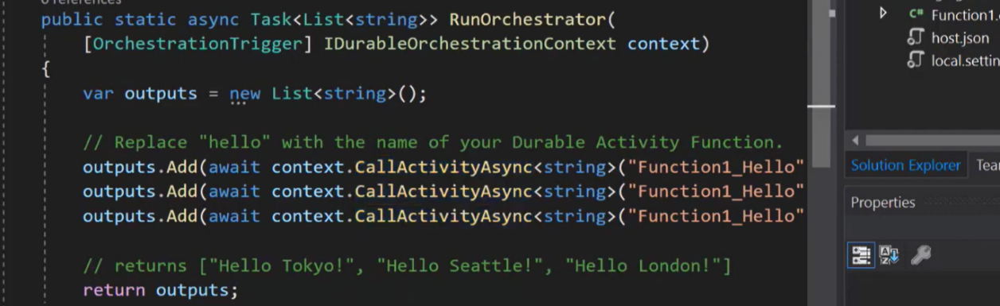 0 references
public static async Task<List<string>> RunOrchestrator(
[OrchestrationTrigger] IDurableOrchestrationContext context)
{
var outputs = new List<string>();
// Replace "hello" with the name of your Durable Activity Function.
outputs.Add(await context.CallActivityAsync<string>("Function1_Hello"
outputs.Add(await context.CallActivityAsync<string>("Function1_Hello"
outputs.Add(await context.CallActivityAsync<string>("Function1_Hello"
// returns ["Hello Tokyo!", "Hello Seattle!", "Hello London!"]
return outputs;
C# Function1.
host.json
local.settin
Solution Explorer Tea
Properties